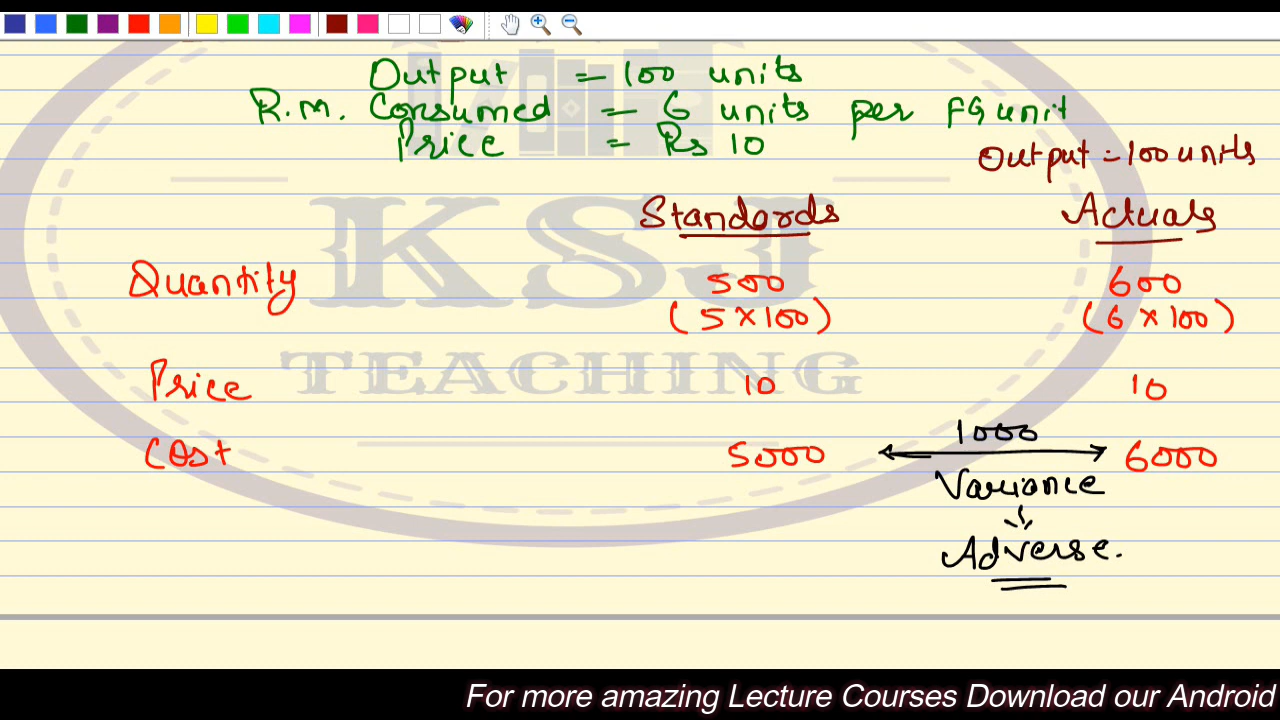 Output = 100 units
R.M. Consumed = 6 units per FG unit
Price = Rs 10
Output = 100 units
Standards Actuals
Quantity 500 600
(5 × 100) (6 × 100)
Price 10 10
1000
Cost 5000 6000
Variance
Adverse.
KSJ
TEACHING
For more amazing Lecture Courses Download our Android